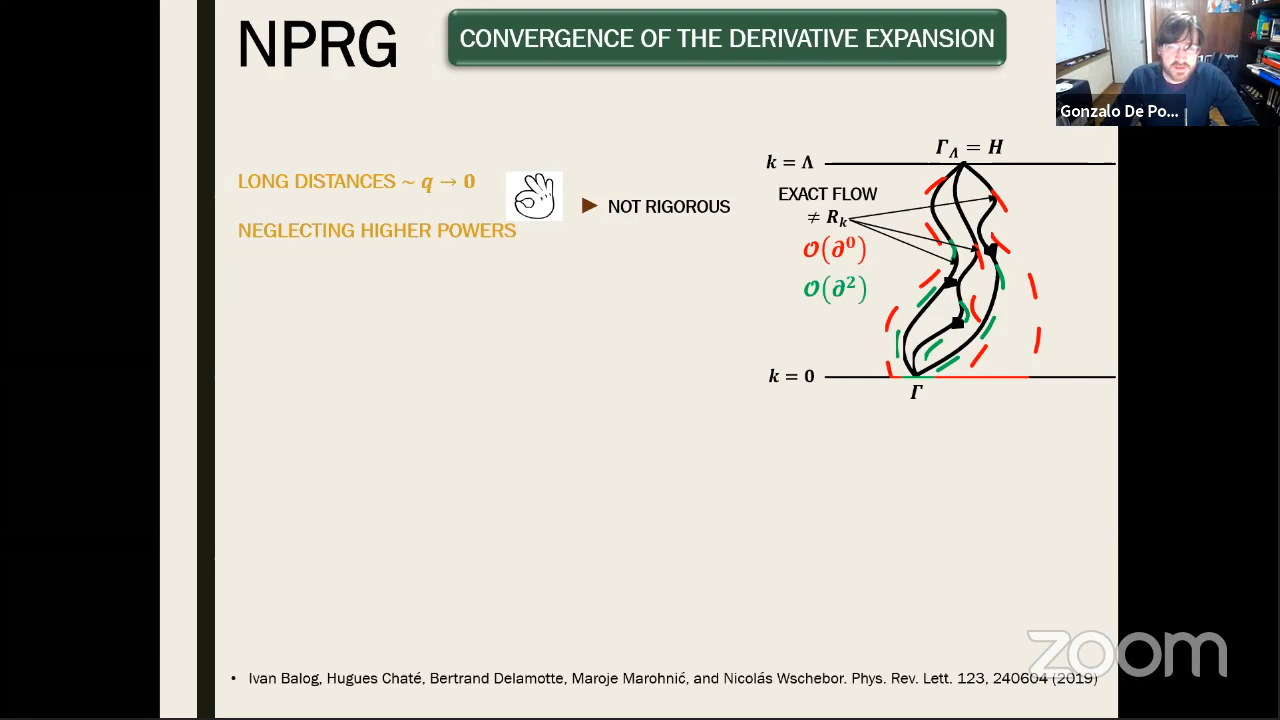 NPRG
CONVERGENCE OF THE DERIVATIVE EXPANSION
Gonzalo De Po...
LONG DISTANCES ~ q → 0
NEGLECTING HIGHER POWERS
▶ NOT RIGOROUS
Γ_Λ = H
k = Λ
EXACT FLOW
≠ R_k
𝒪(∂⁰)
𝒪(∂²)
k = 0
Γ
zoom
• Ivan Balog, Hugues Chaté, Bertrand Delamotte, Maroje Marohnić, and Nicolás Wschebor. Phys. Rev. Lett. 123, 240604 (2019)